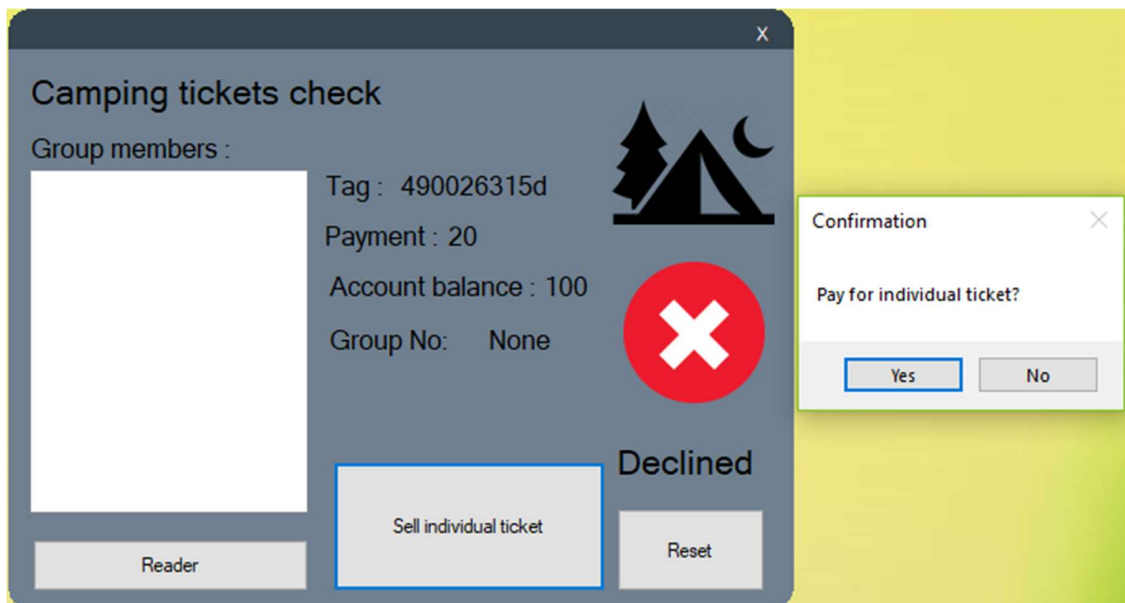 X
Camping tickets check
Group members :
Tag : 490026315d
Payment : 20
Account balance : 100
Group No: None
Declined
Sell individual ticket
Reader
Reset
Confirmation
Pay for individual ticket?
Yes
No